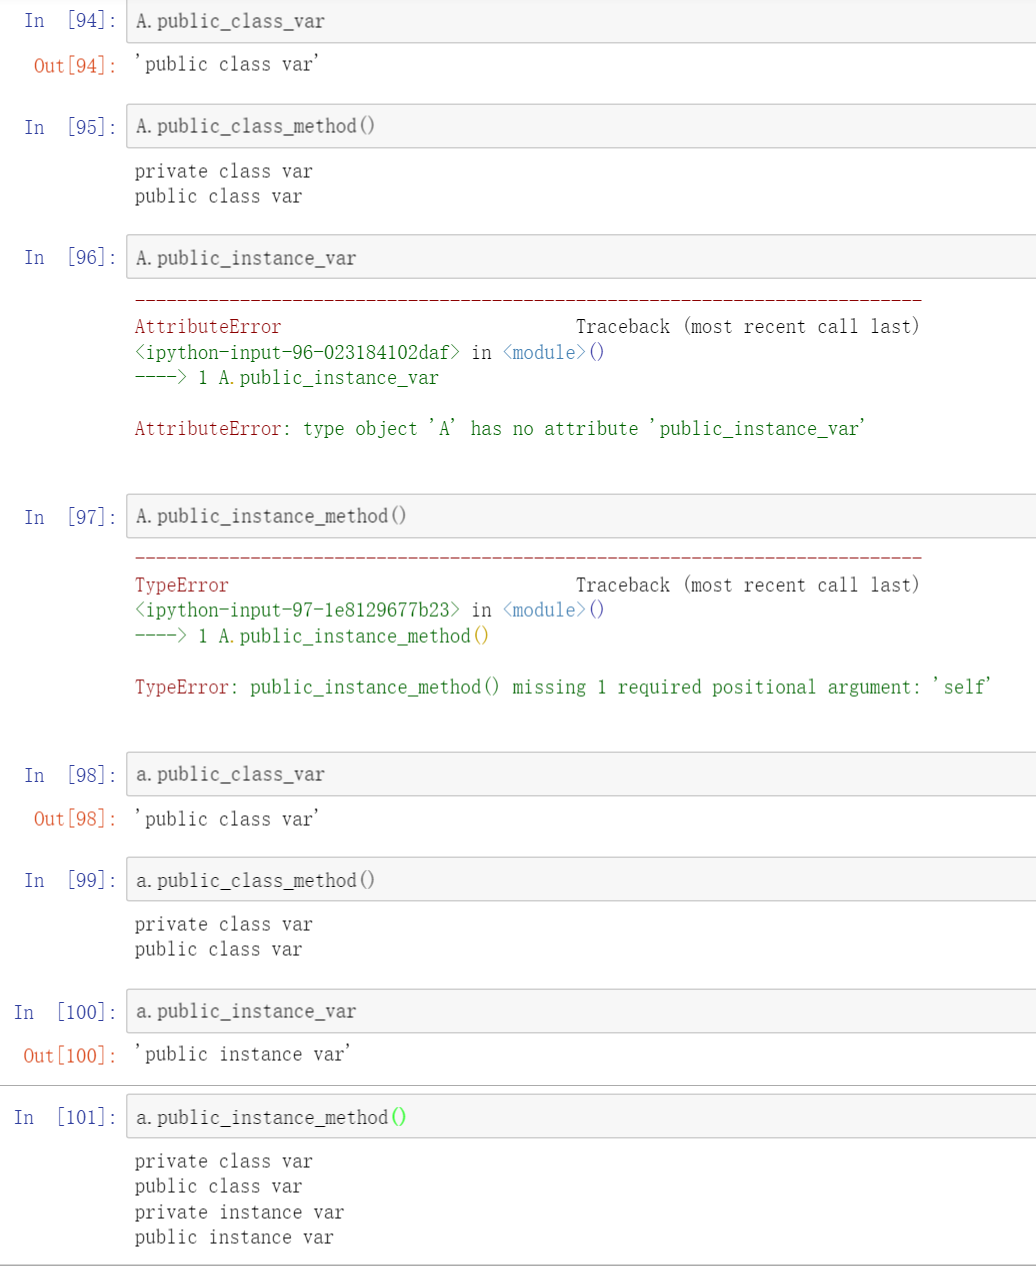 In [94]: A.public_class_var
Out[94]: 'public class var'
In [95]: A.public_class_method()
private class var
public class var
In [96]: A.public_instance_var
---------------------------------------------------------------------------
AttributeError Traceback (most recent call last)
<ipython-input-96-023184102daf> in <module>()
----> 1 A.public_instance_var
AttributeError: type object 'A' has no attribute 'public_instance_var'
In [97]: A.public_instance_method()
---------------------------------------------------------------------------
TypeError Traceback (most recent call last)
<ipython-input-97-1e8129677b23> in <module>()
----> 1 A.public_instance_method()
TypeError: public_instance_method() missing 1 required positional argument: 'self'
In [98]: a.public_class_var
Out[98]: 'public class var'
In [99]: a.public_class_method()
private class var
public class var
In [100]: a.public_instance_var
Out[100]: 'public instance var'
In [101]: a.public_instance_method()
private class var
public class var
private instance var
public instance var